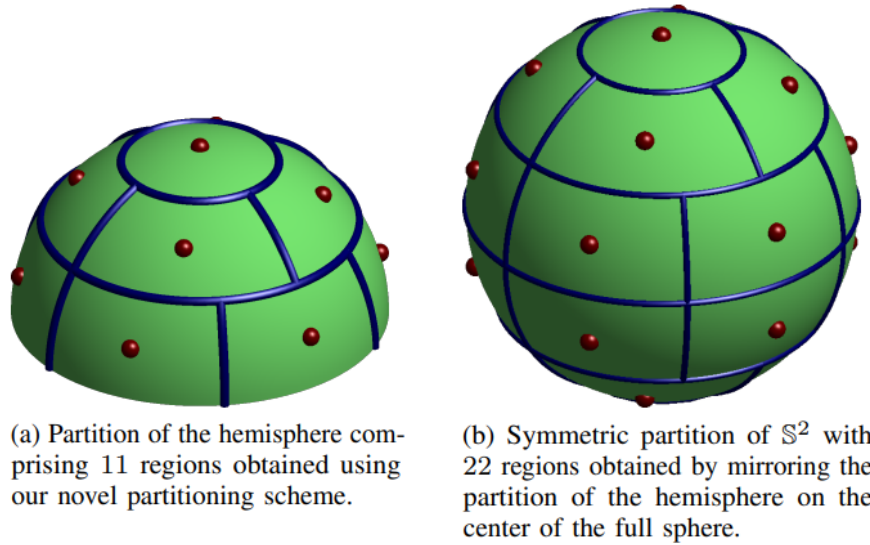 (a) Partition of the hemisphere com-
prising 11 regions obtained using
our novel partitioning scheme.
(b) Symmetric partition of 𝕊² with
22 regions obtained by mirroring the
partition of the hemisphere on the
center of the full sphere.